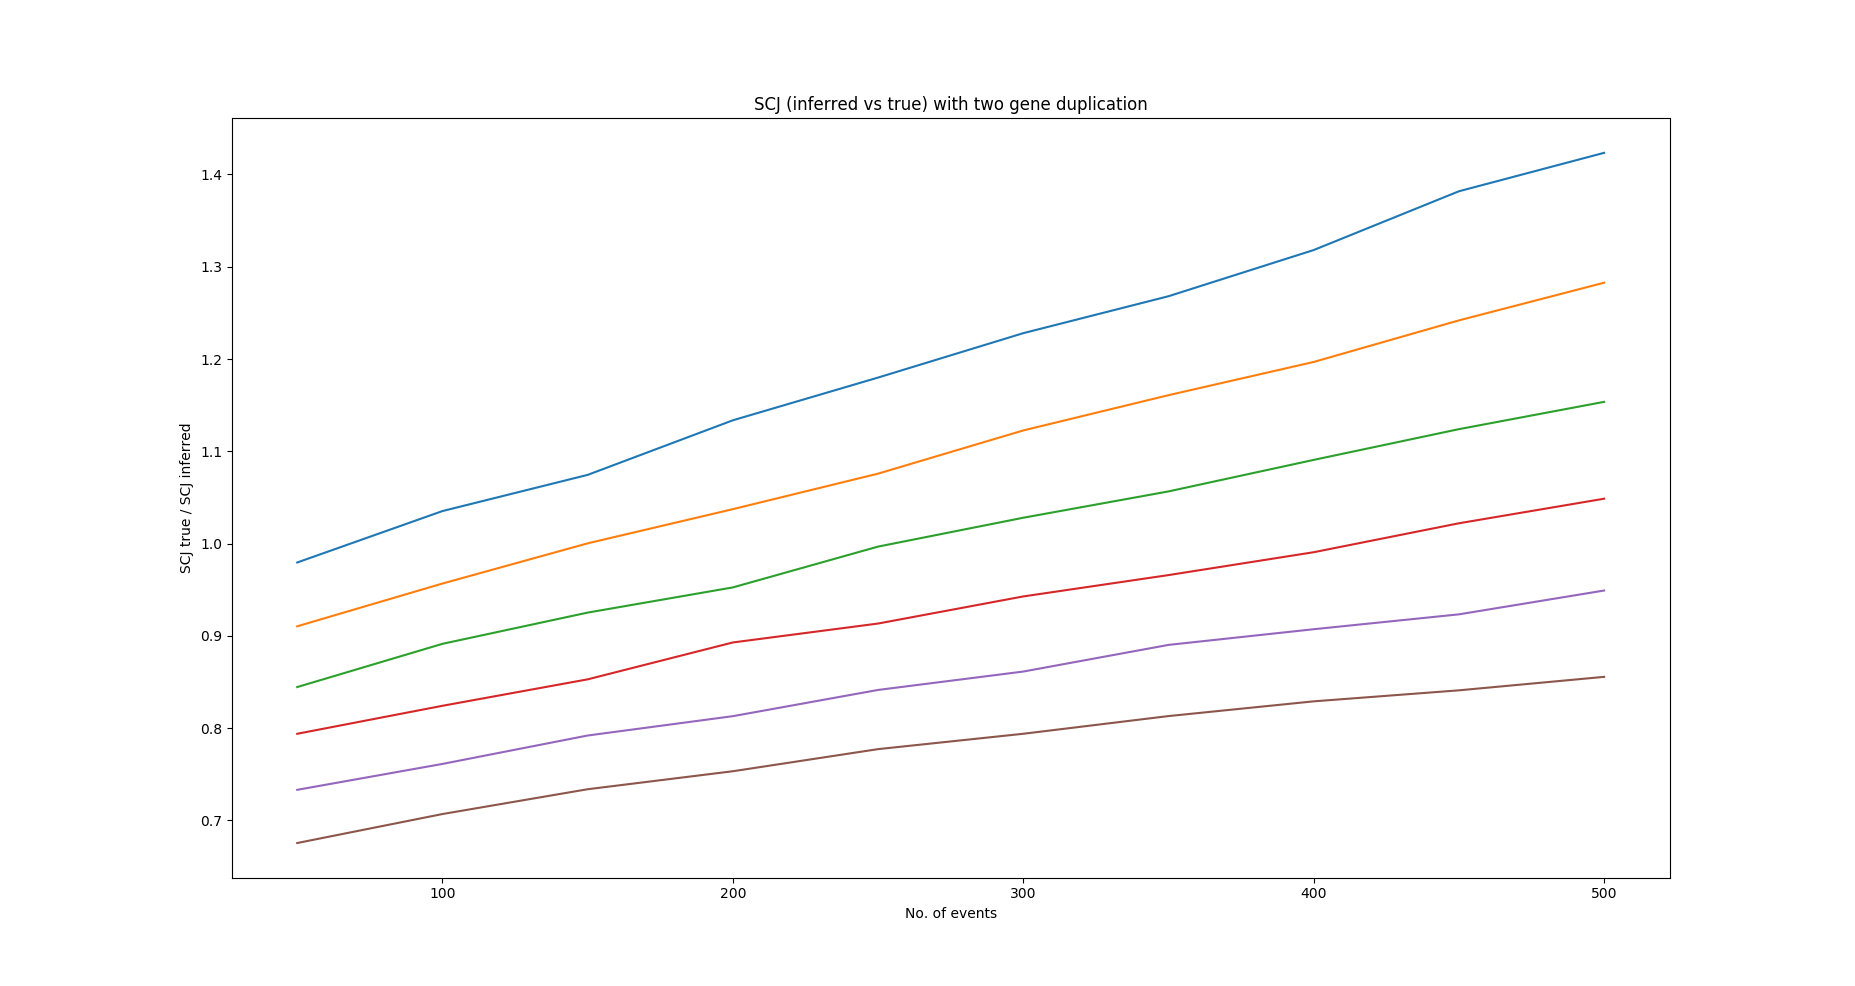 SCJ (inferred vs true) with two gene duplication
SCJ true / SCJ inferred
1.4
1.3
1.2
1.1
1.0
0.9
0.8
0.7
100 200 300 400 500
No. of events